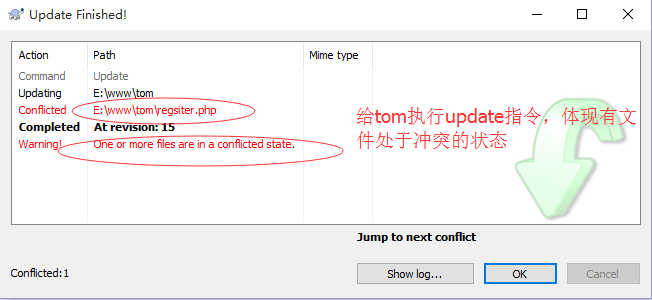 Update Finished!
Action Path Mime type
Command Update
Updating E:\www\tom
Conflicted E:\www\tom\regsiter.php
Completed At revision: 15
Warning! One or more files are in a conflicted state.
给tom执行update指令，体现有文
件处于冲突的状态
Jump to next conflict
Conflicted:1
Show log... OK Cancel